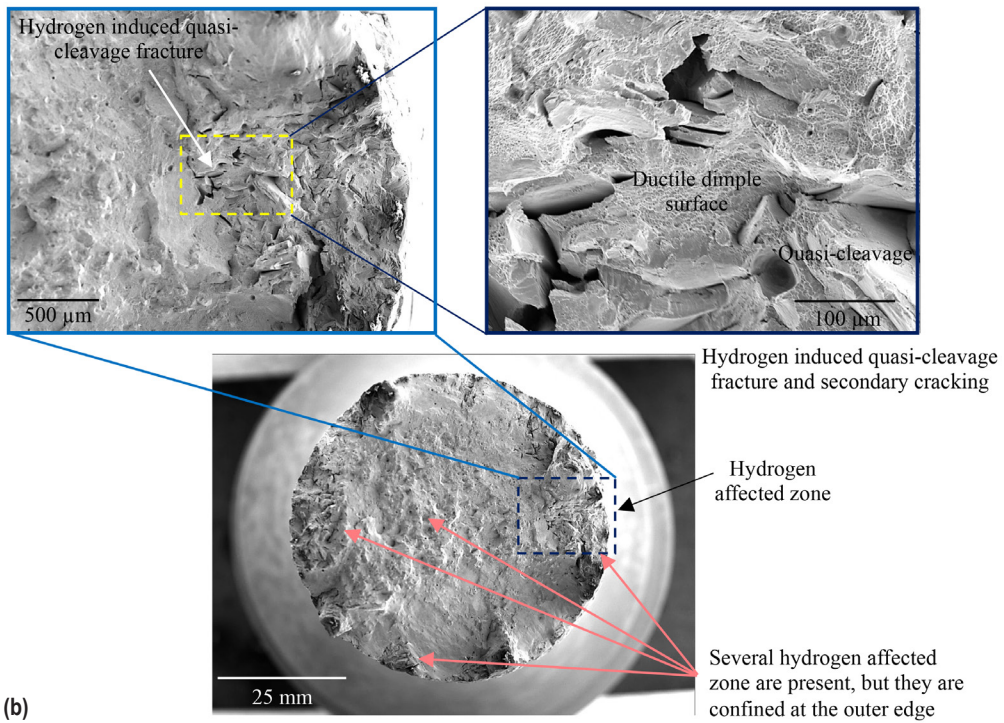 Hydrogen induced quasi-
cleavage fracture
500 µm
Ductile dimple
surface
Quasi-cleavage
100 µm
Hydrogen induced quasi-cleavage
fracture and secondary cracking
Hydrogen
affected zone
25 mm
Several hydrogen affected
zone are present, but they are
confined at the outer edge
(b)